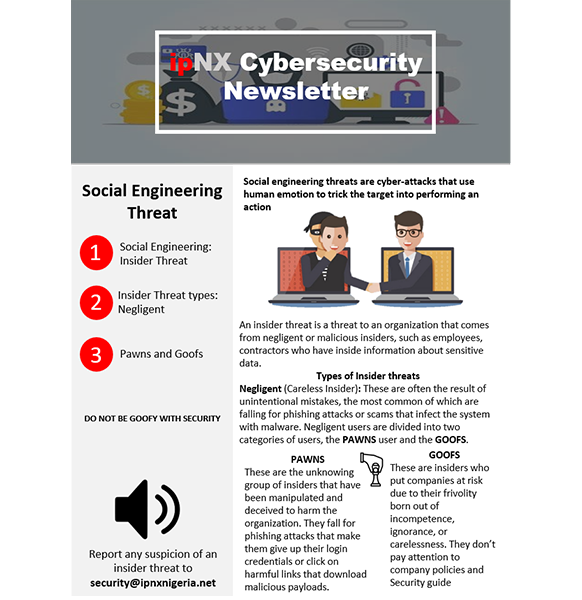 ipNX Cybersecurity
Newsletter
Social Engineering
Threat
1
Social Engineering:
Insider Threat
2
Insider Threat types:
Negligent
3
Pawns and Goofs
DO NOT BE GOOFY WITH SECURITY
Report any suspicion of an
insider threat to
security@ipnxnigeria.net
Social engineering threats are cyber-attacks that use
human emotion to trick the target into performing an
action
An insider threat is a threat to an organization that comes
from negligent or malicious insiders, such as employees,
contractors who have inside information about sensitive
data.
Types of Insider threats
Negligent (Careless Insider): These are often the result of
unintentional mistakes, the most common of which are
falling for phishing attacks or scams that infect the system
with malware. Negligent users are divided into two
categories of users, the PAWNS user and the GOOFS.
PAWNS
These are the unknowing
group of insiders that have
been manipulated and
deceived to harm the
organization. They fall for
phishing attacks that make
them give up their login
credentials or click on
harmful links that download
malicious payloads.
GOOFS
These are insiders who
put companies at risk
due to their frivolity
born out of
incompetence,
ignorance, or
carelessness. They don’t
pay attention to
company policies and
Security guide